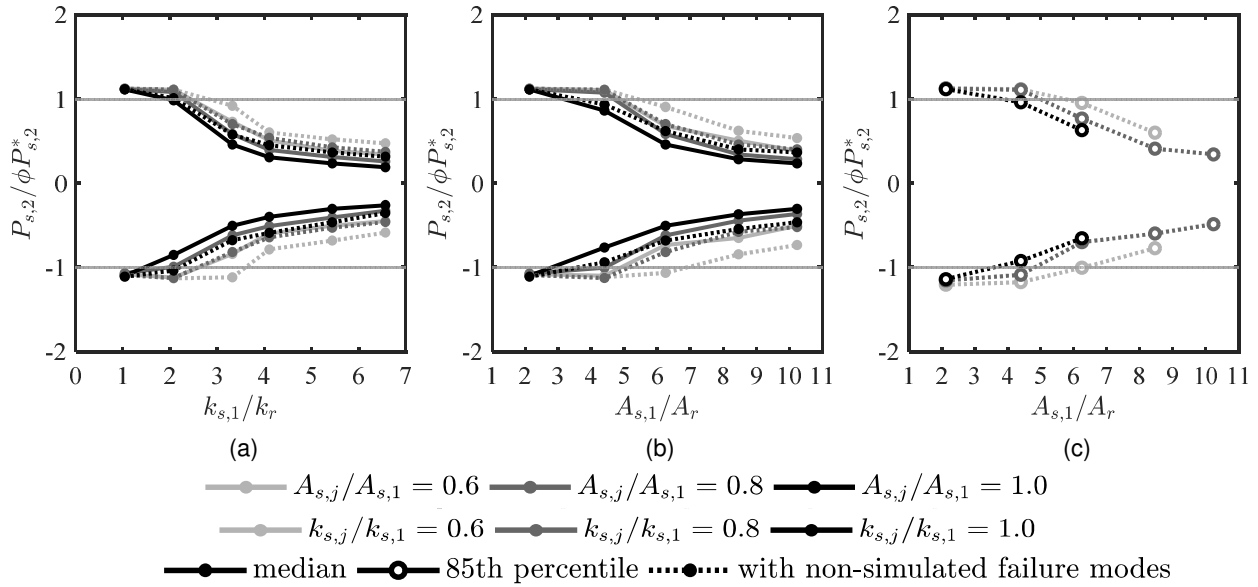 2
1
0
-1
-2
P_{s,2}/ϕP^*_{s,2}
0 1 2 3 4 5 6 7
k_{s,1}/k_r
(a)
2
1
0
-1
-2
P_{s,2}/ϕP^*_{s,2}
1 2 3 4 5 6 7 8 9 10 11
A_{s,1}/A_r
(b)
2
1
0
-1
-2
P_{s,2}/ϕP^*_{s,2}
1 2 3 4 5 6 7 8 9 10 11
A_{s,1}/A_r
(c)
A_{s,j}/A_{s,1} = 0.6 A_{s,j}/A_{s,1} = 0.8 A_{s,j}/A_{s,1} = 1.0
k_{s,j}/k_{s,1} = 0.6 k_{s,j}/k_{s,1} = 0.8 k_{s,j}/k_{s,1} = 1.0
median 85th percentile with non-simulated failure modes